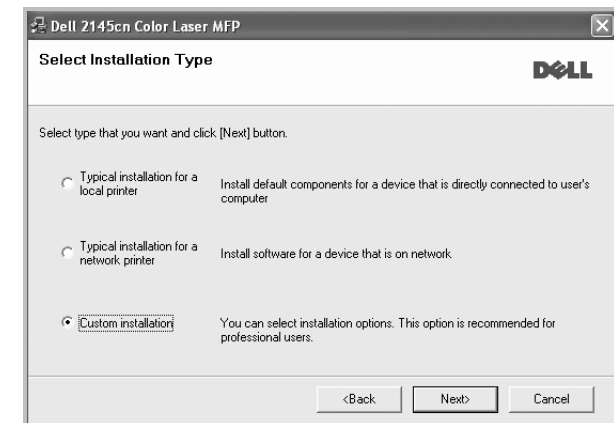 Dell 2145cn Color Laser MFP
Select Installation Type
DELL
Select type that you want and click [Next] button.
Typical installation for a
local printer
Install default components for a device that is directly connected to user's
computer
Typical installation for a
network printer
Install software for a device that is on network
Custom installation
You can select installation options. This option is recommended for
professional users.
<Back
Next>
Cancel